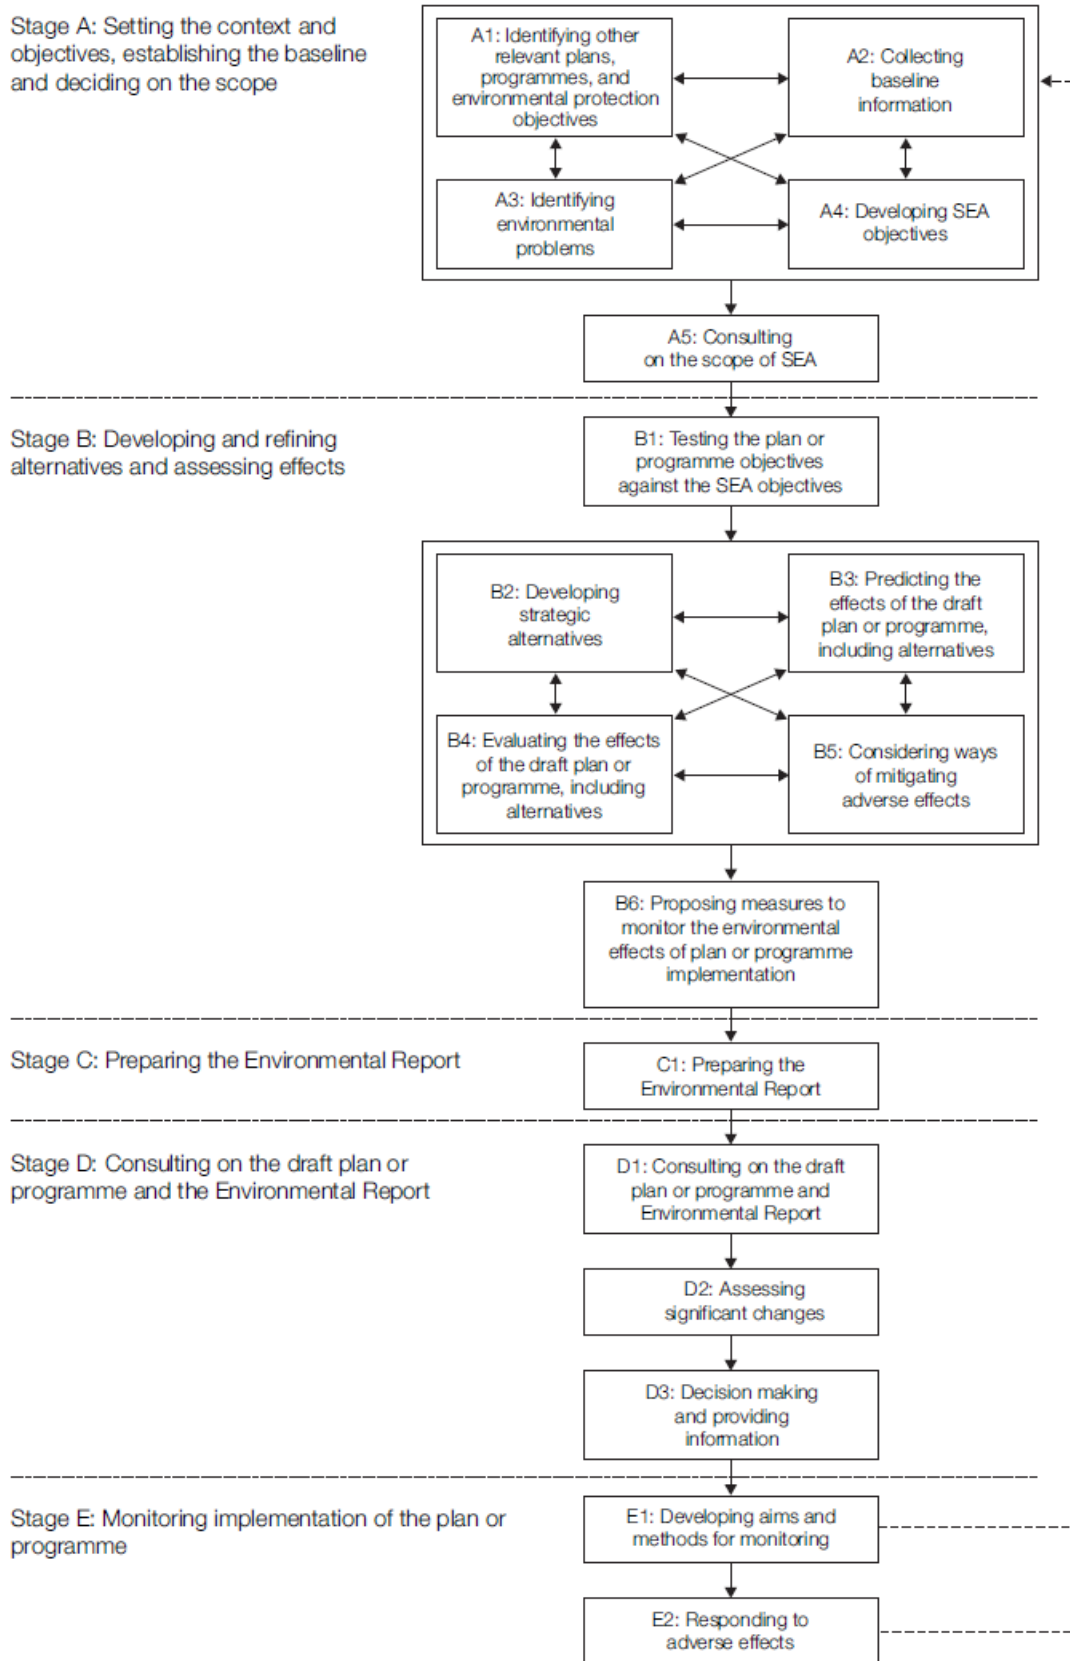 Stage A: Setting the context and
objectives, establishing the baseline
and deciding on the scope
A1: Identifying other
relevant plans,
programmes, and
environmental protection
objectives
A2: Collecting
baseline
information
A3: Identifying
environmental
problems
A4: Developing SEA
objectives
A5: Consulting
on the scope of SEA
Stage B: Developing and refining
alternatives and assessing effects
B1: Testing the plan or
programme objectives
against the SEA objectives
B2: Developing
strategic
alternatives
B3: Predicting the
effects of the draft
plan or programme,
including alternatives
B4: Evaluating the effects
of the draft plan or
programme, including
alternatives
B5: Considering ways
of mitigating
adverse effects
B6: Proposing measures to
monitor the environmental
effects of plan or programme
implementation
Stage C: Preparing the Environmental Report
C1: Preparing the
Environmental Report
Stage D: Consulting on the draft plan or
programme and the Environmental Report
D1: Consulting on the draft
plan or programme and
Environmental Report
D2: Assessing
significant changes
D3: Decision making
and providing
information
Stage E: Monitoring implementation of the plan or
programme
E1: Developing aims and
methods for monitoring
E2: Responding to
adverse effects